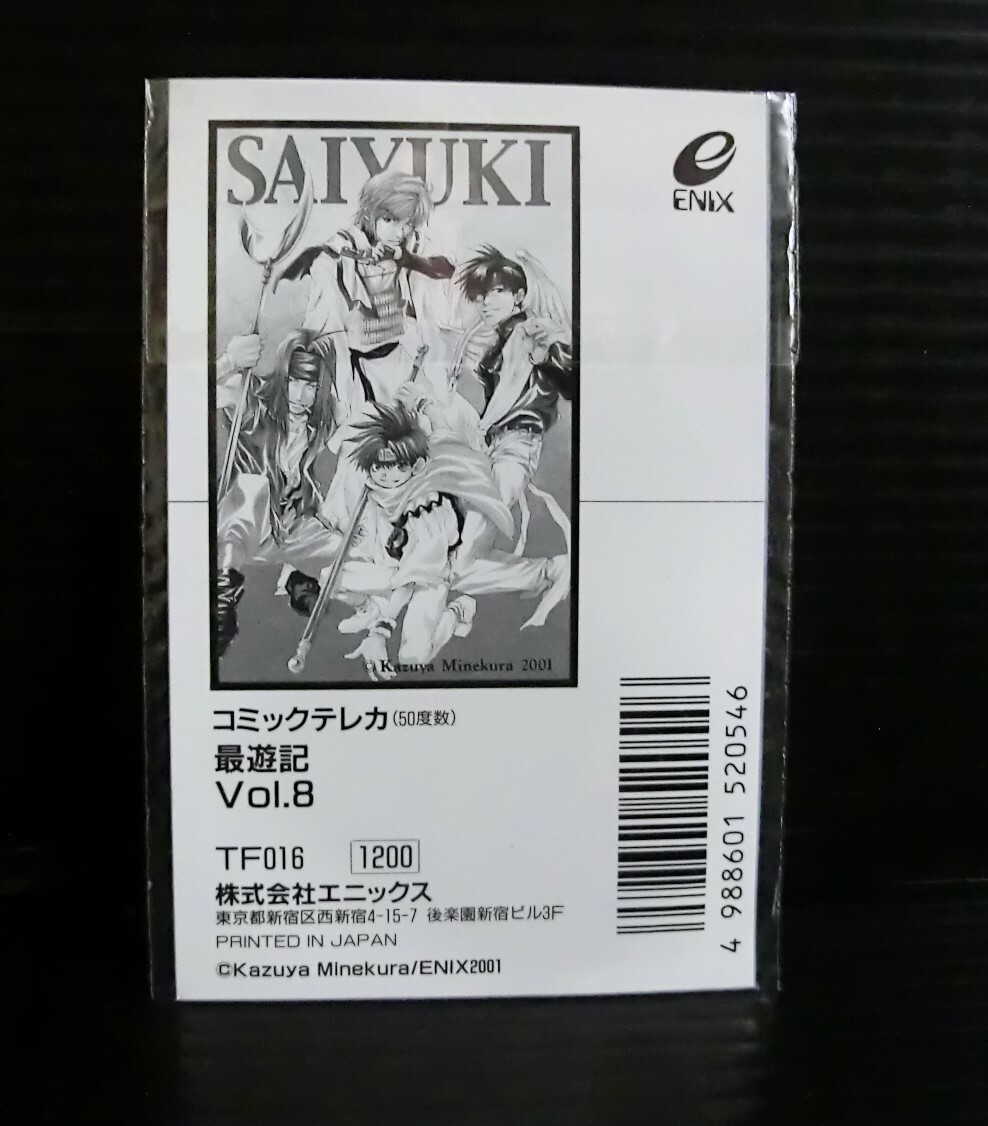 SAIYUKI
ENIX
© Kazuya Minekura 2001
コミックテレカ(50度数)
最遊記
Vol.8
TF016 1200
株式会社エニックス
東京都新宿区西新宿4-15-7 後楽園新宿ビル3F
PRINTED IN JAPAN
©Kazuya Minekura/ENIX2001
4 988601 520546